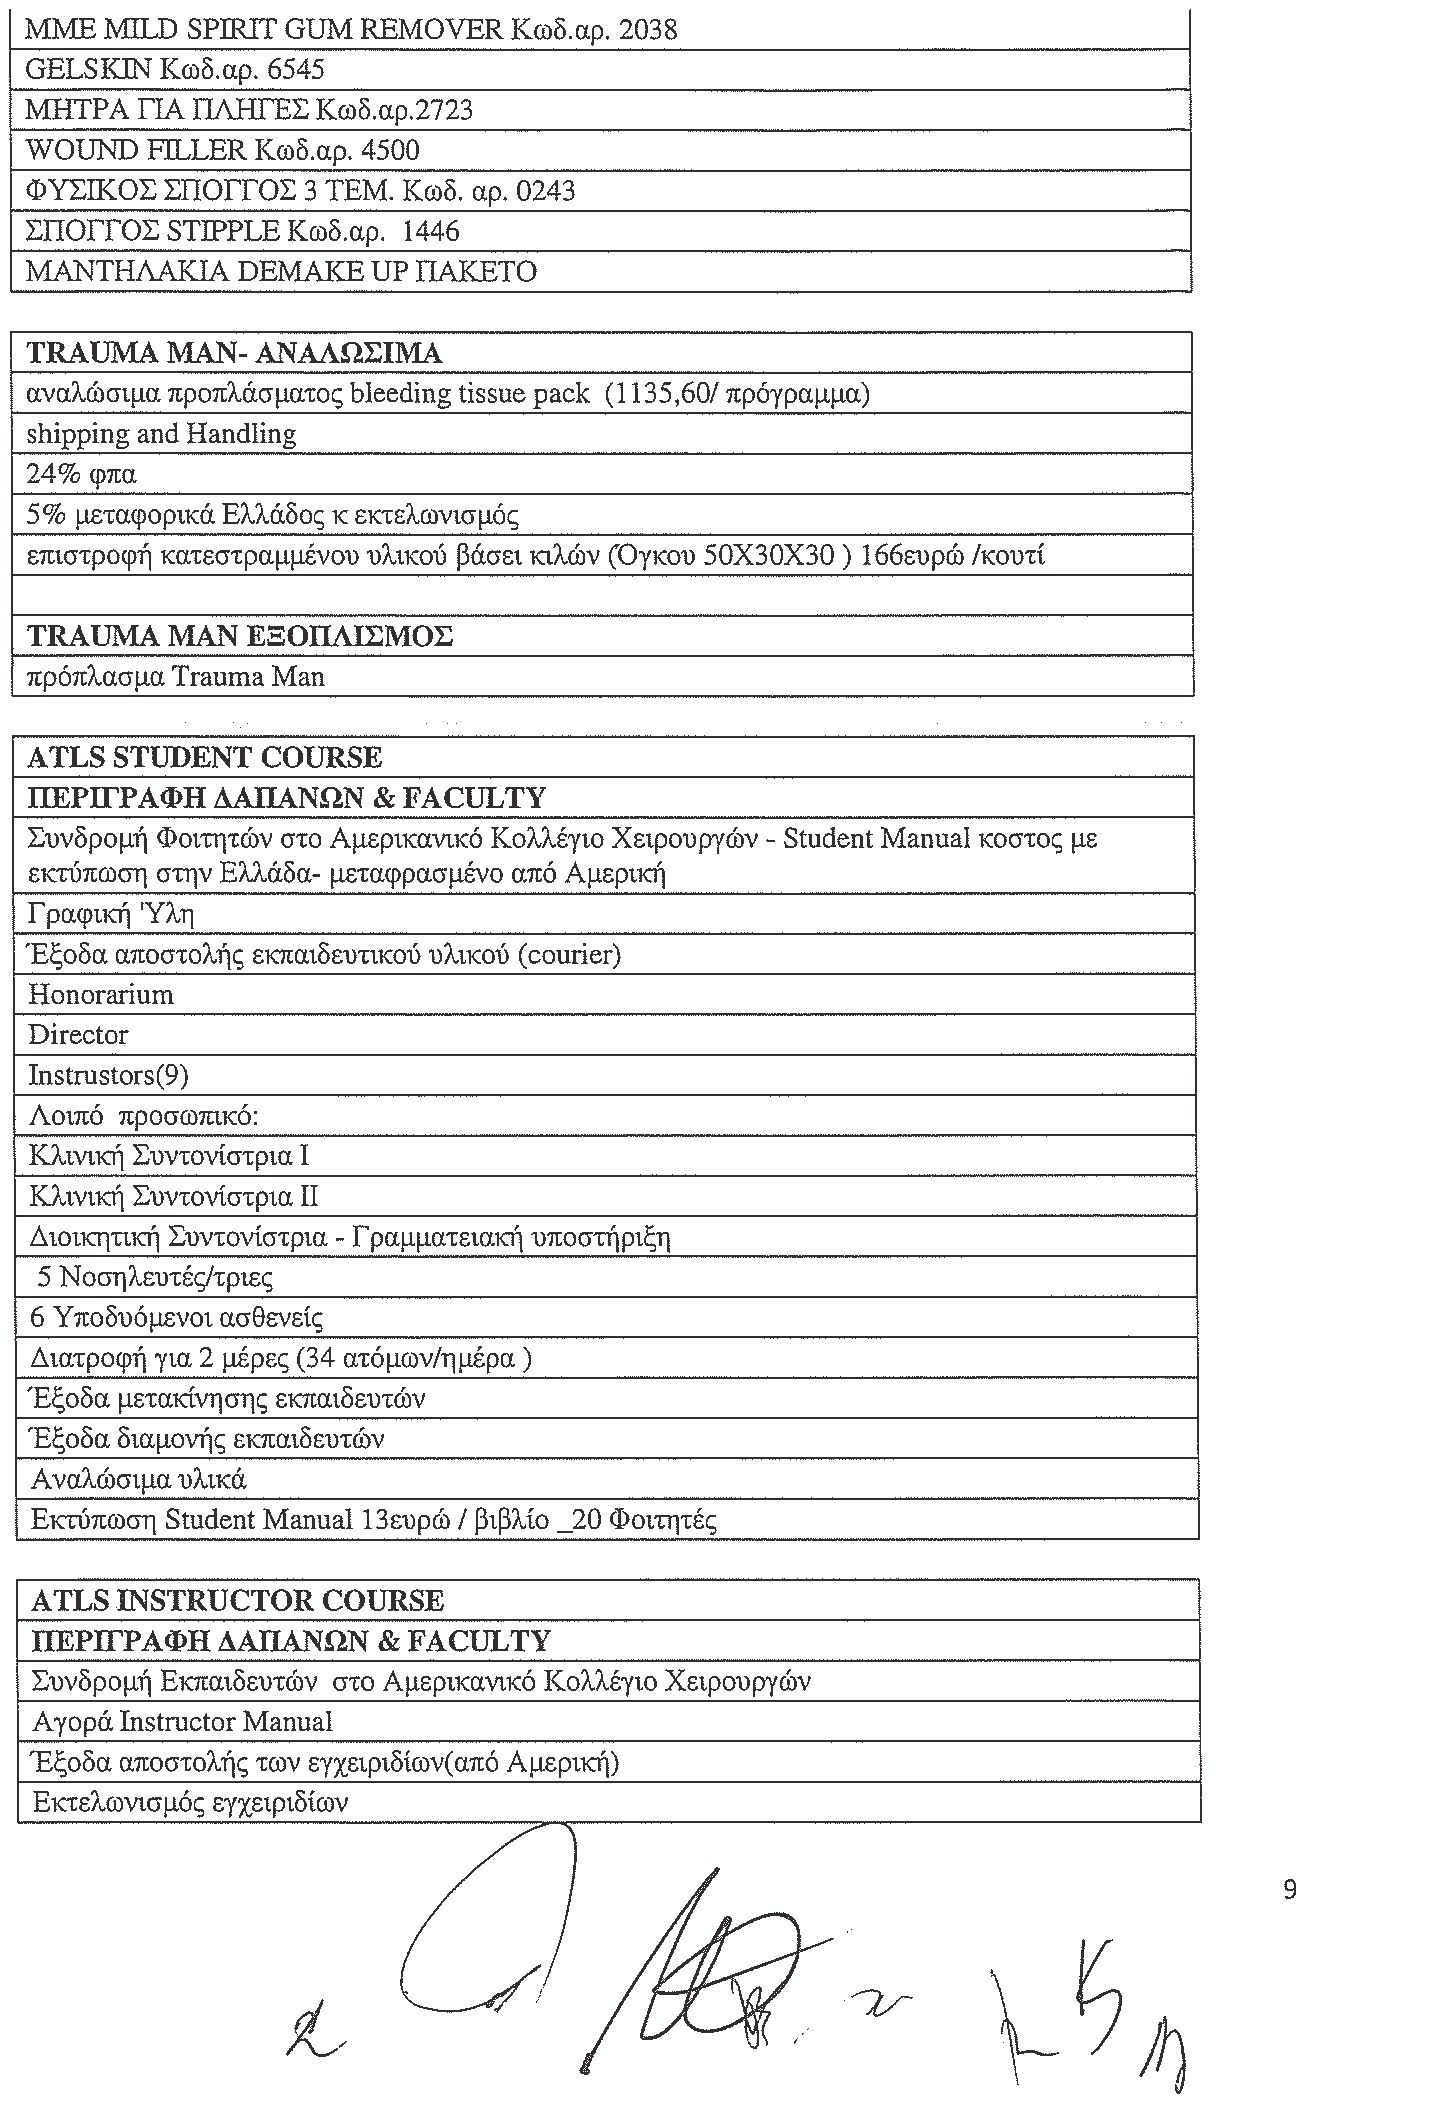 MME MILD SPIRIT GUM REMOVER Κωδ.αρ. 2038
GELSKIN Κωδ.αρ. 6545
ΜΗΤΡΑ ΓΙΑ ΠΛΗΓΕΣ Κωδ.αρ.2723
WOUND FILLER Κωδ.αρ. 4500
ΦΥΣΙΚΟΣ ΣΠΟΓΓΟΣ 3 ΤΕΜ. Κωδ. αρ. 0243
ΣΠΟΓΓΟΣ STIPPLE Κωδ.αρ. 1446
ΜΑΝΤΗΛΑΚΙΑ DEMAKE UP ΠΑΚΕΤΟ
TRAUMA MAN- ΑΝΑΛΩΣΙΜΑ
αναλώσιμα προπλάσματος bleeding tissue pack (1135,60/ πρόγραμμα)
shipping and Handling
24% φπα
5% μεταφορικά Ελλάδος κ εκτελωνισμός
επιστροφή κατεστραμμένου υλικού βάσει κιλών (Όγκου 50Χ30Χ30 ) 166ευρώ /κουτί
TRAUMA MAN ΕΞΟΠΛΙΣΜΟΣ
πρόπλασμα Trauma Man
ATLS STUDENT COURSE
ΠΕΡΙΓΡΑΦΗ ΔΑΠΑΝΩΝ & FACULTY
Συνδρομή Φοιτητών στο Αμερικανικό Κολλέγιο Χειρουργών - Student Manual κοστος με
εκτύπωση στην Ελλάδα- μεταφρασμένο από Αμερική
Γραφική Ύλη
Έξοδα αποστολής εκπαιδευτικού υλικού (courier)
Honorarium
Director
Instrustors(9)
Λοιπό προσωπικό:
Κλινική Συντονίστρια Ι
Κλινική Συντονίστρια ΙΙ
Διοικητική Συντονίστρια - Γραμματειακή υποστήριξη
5 Νοσηλευτές/τριες
6 Υποδυόμενοι ασθενείς
Διατροφή για 2 μέρες (34 ατόμων/ημέρα )
Έξοδα μετακίνησης εκπαιδευτών
Έξοδα διαμονής εκπαιδευτών
Αναλώσιμα υλικά
Εκτύπωση Student Manual 13ευρώ / βιβλίο _20 Φοιτητές
ATLS INSTRUCTOR COURSE
ΠΕΡΙΓΡΑΦΗ ΔΑΠΑΝΩΝ & FACULTY
Συνδρομή Εκπαιδευτών στο Αμερικανικό Κολλέγιο Χειρουργών
Αγορά Instructor Manual
Έξοδα αποστολής των εγχειριδίων(από Αμερική)
Εκτελωνισμός εγχειριδίων
9